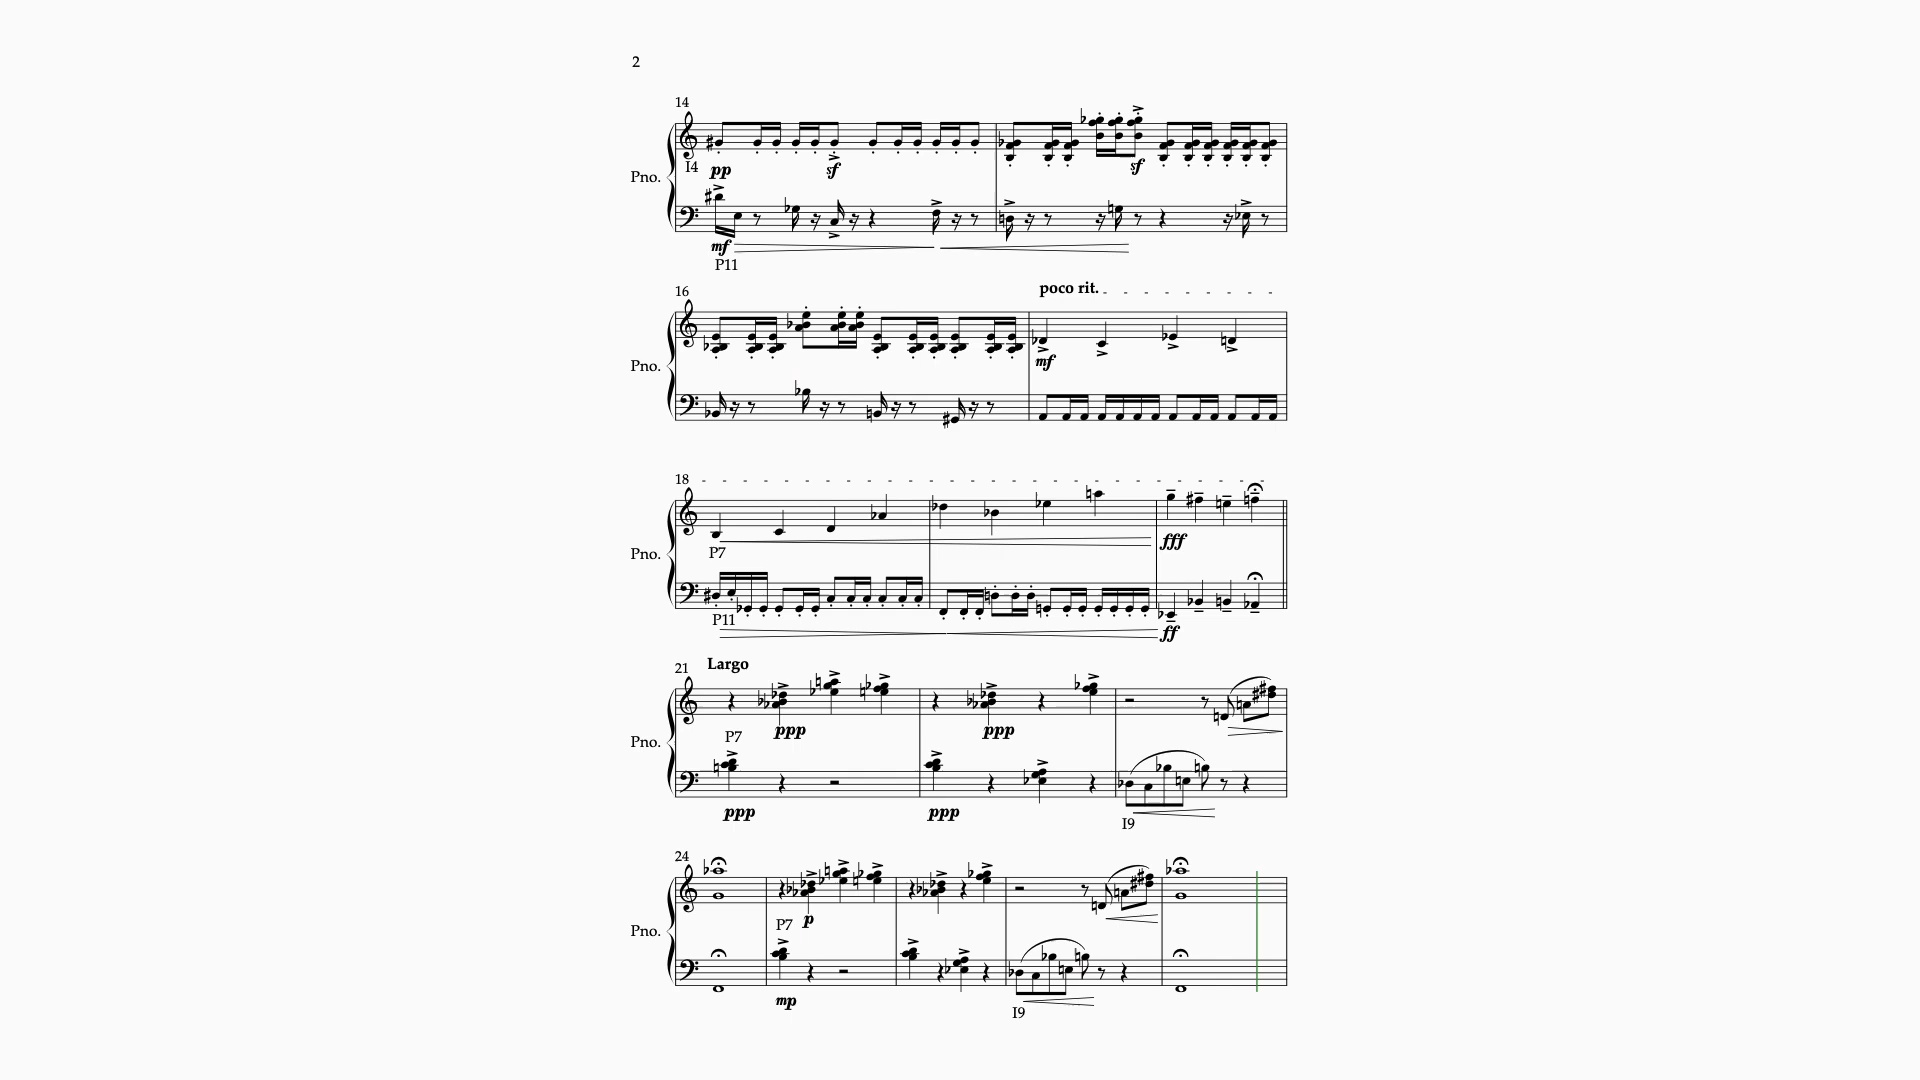 2
14
I4
pp
sf
sf
Pno.
mf
P11
16
poco rit.
mf
Pno.
18
P7
fff
Pno.
P11
ff
21
Largo
ppp
ppp
P7
Pno.
ppp
ppp
I9
24
p
P7
Pno.
mp
I9